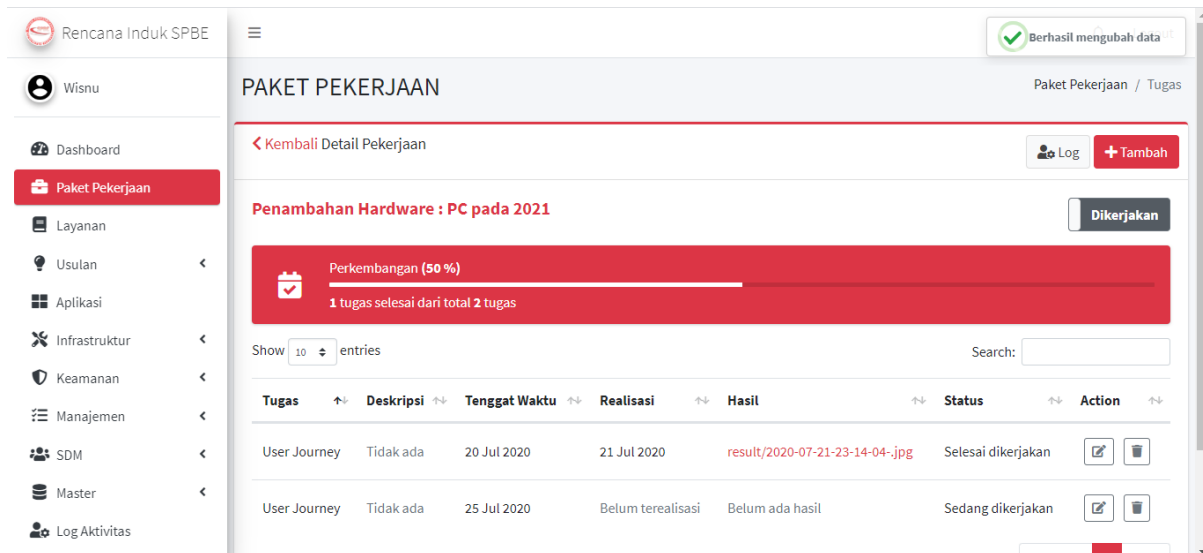 Rencana Induk SPBE
Berhasil mengubah data
Wisnu
PAKET PEKERJAAN
Paket Pekerjaan / Tugas
Dashboard
Paket Pekerjaan
Layanan
Usulan
Aplikasi
Infrastruktur
Keamanan
Manajemen
SDM
Master
Log Aktivitas
Kembali Detail Pekerjaan
Log
Tambah
Penambahan Hardware : PC pada 2021
Dikerjakan
Perkembangan (50 %)
1 tugas selesai dari total 2 tugas
Show 10 entries
Search:
Tugas Deskripsi Tenggat Waktu Realisasi Hasil Status Action
User Journey Tidak ada 20 Jul 2020 21 Jul 2020 result/2020-07-21-23-14-04-.jpg Selesai dikerjakan
User Journey Tidak ada 25 Jul 2020 Belum terealisasi Belum ada hasil Sedang dikerjakan